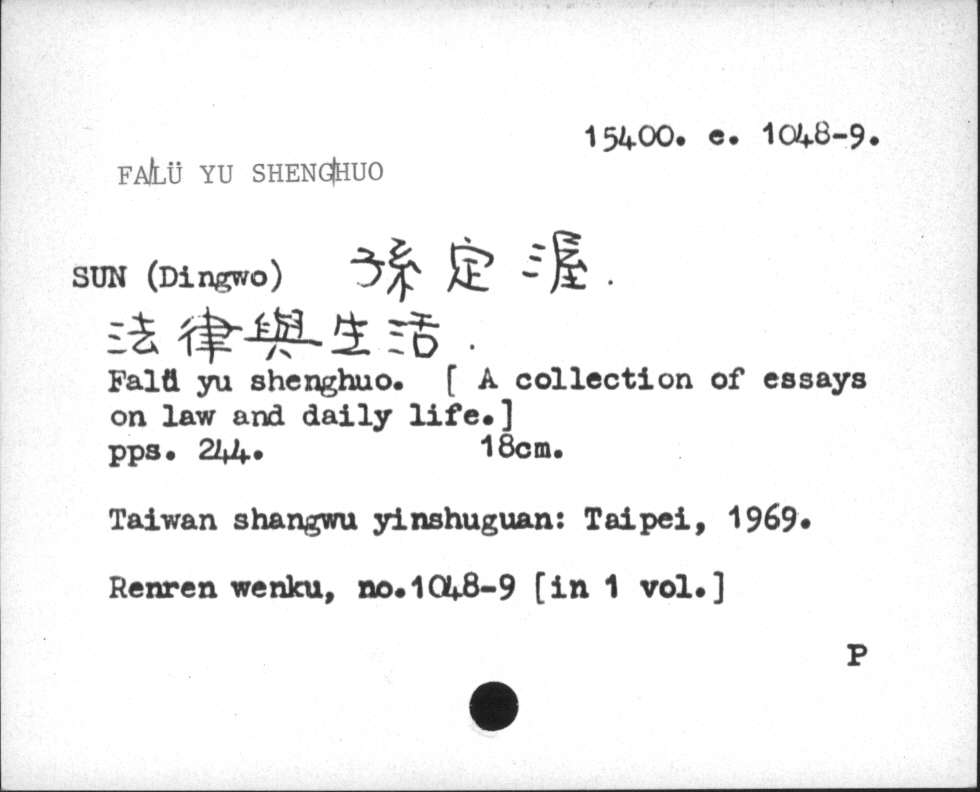 15400. e. 1048-9.
FALÜ YU SHENGHUO
SUN (Dingwo) 孫定渥.
法律與生活.
Falü yu shenghuo. [ A collection of essays
on law and daily life.]
pps. 244. 18cm.
Taiwan shangwu yinshuguan: Taipei, 1969.
Renren wenku, no.1048-9 [in 1 vol.]
P